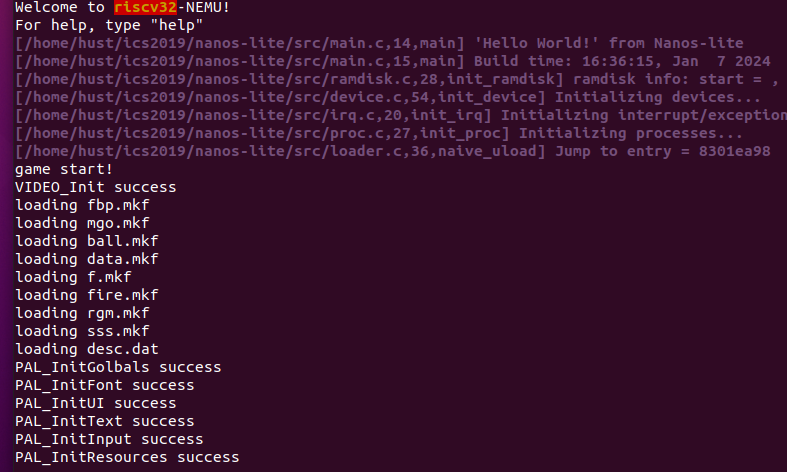 Welcome to riscv32-NEMU!
For help, type "help"
[/home/hust/ics2019/nanos-lite/src/main.c,14,main] 'Hello World!' from Nanos-lite
[/home/hust/ics2019/nanos-lite/src/main.c,15,main] Build time: 16:36:15, Jan  7 2024
[/home/hust/ics2019/nanos-lite/src/ramdisk.c,28,init_ramdisk] ramdisk info: start = ,
[/home/hust/ics2019/nanos-lite/src/device.c,54,init_device] Initializing devices...
[/home/hust/ics2019/nanos-lite/src/irq.c,20,init_irq] Initializing interrupt/exception
[/home/hust/ics2019/nanos-lite/src/proc.c,27,init_proc] Initializing processes...
[/home/hust/ics2019/nanos-lite/src/loader.c,36,naive_uload] Jump to entry = 8301ea98
game start!
VIDEO_Init success
loading fbp.mkf
loading mgo.mkf
loading ball.mkf
loading data.mkf
loading f.mkf
loading fire.mkf
loading rgm.mkf
loading sss.mkf
loading desc.dat
PAL_InitGolbals success
PAL_InitFont success
PAL_InitUI success
PAL_InitText success
PAL_InitInput success
PAL_InitResources success